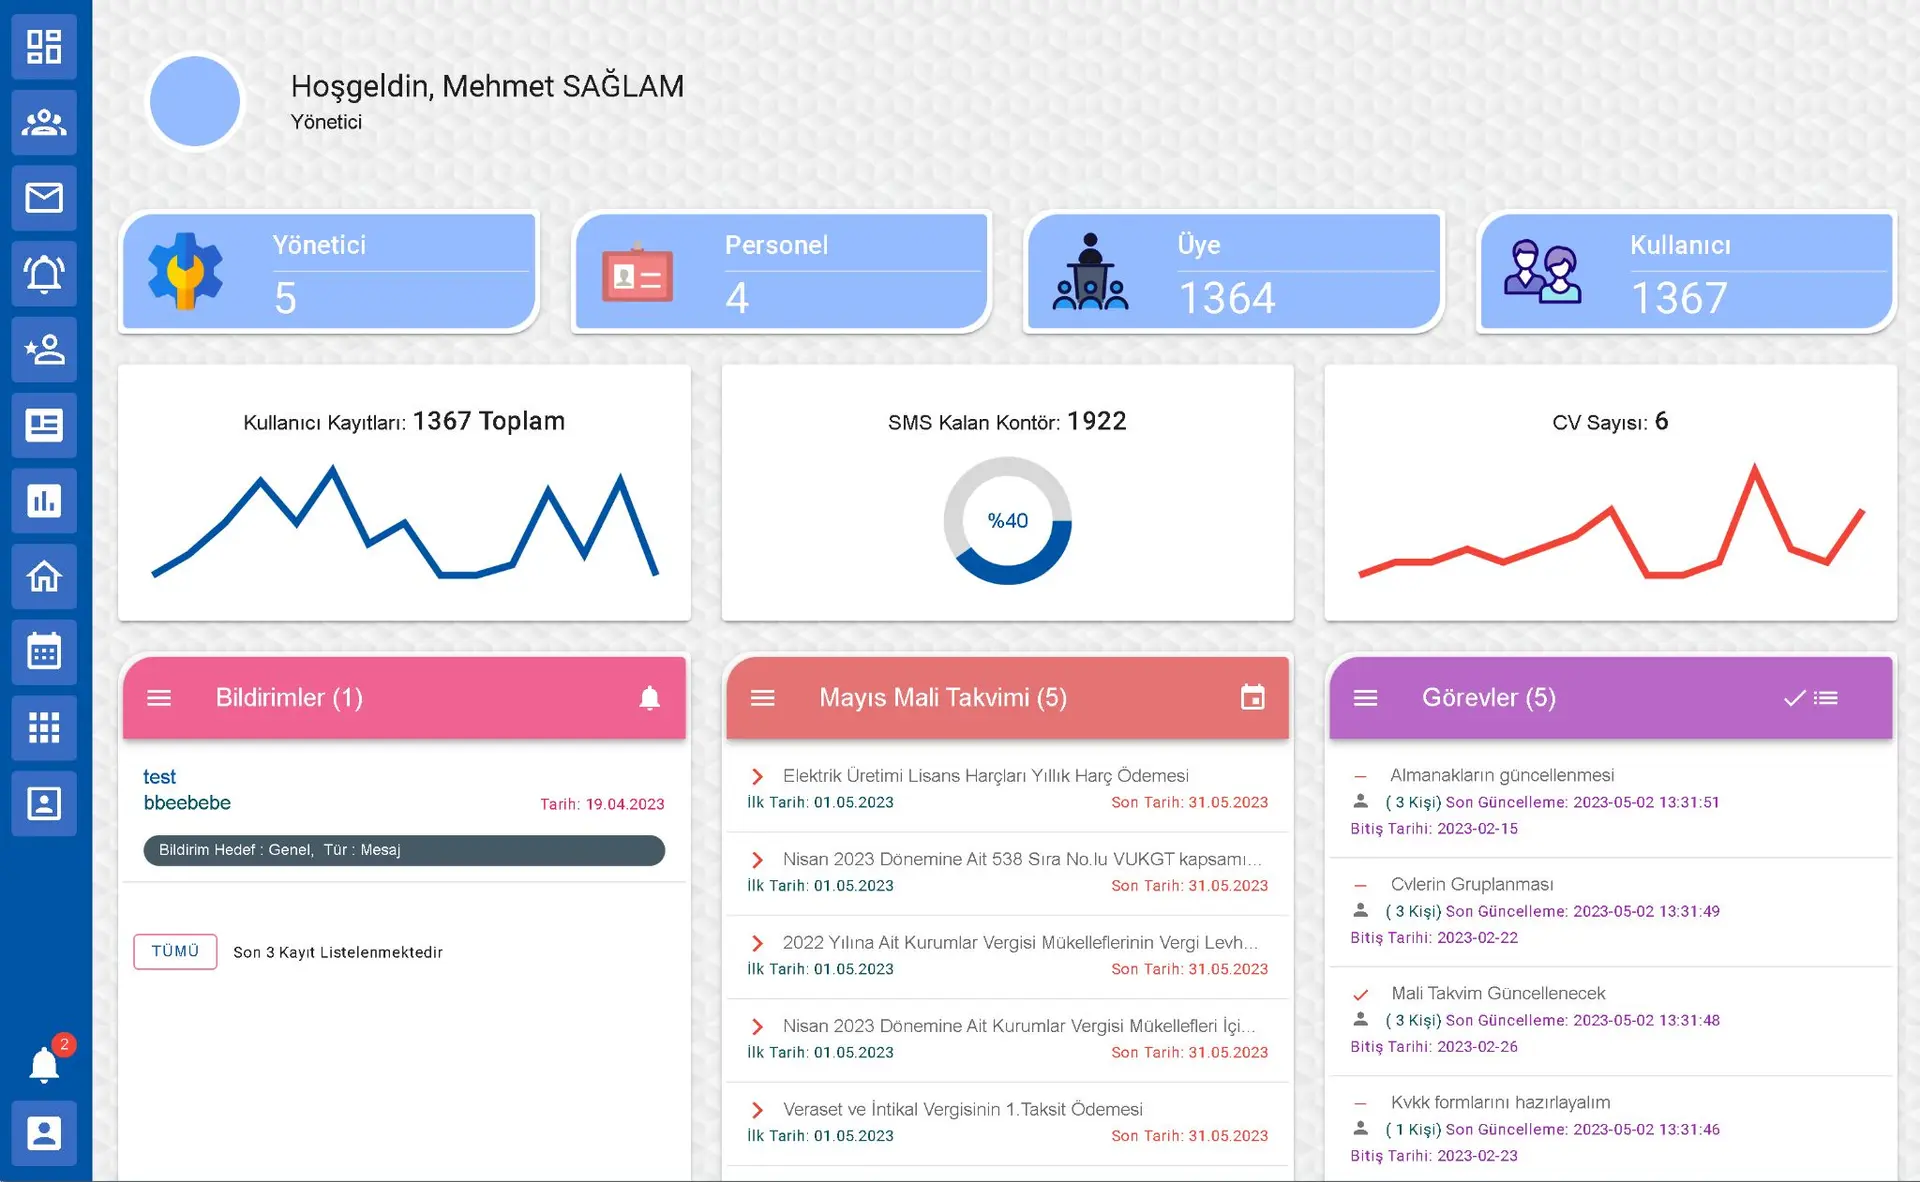 Hoşgeldin, Mehmet SAĞLAM
Yönetici
Yönetici
5
Personel
4
Üye
1364
Kullanıcı
1367
Kullanıcı Kayıtları: 1367 Toplam
SMS Kalan Kontör: 1922
%40
CV Sayısı: 6
Bildirimler (1)
test
bbeebebe
Tarih: 19.04.2023
Bildirim Hedef : Genel, Tür : Mesaj
TÜMÜ
Son 3 Kayıt Listelenmektedir
Mayıs Mali Takvimi (5)
Elektrik Üretimi Lisans Harçları Yıllık Harç Ödemesi
İlk Tarih: 01.05.2023
Son Tarih: 31.05.2023
Nisan 2023 Dönemine Ait 538 Sıra No.lu VUKGT kapsamı...
İlk Tarih: 01.05.2023
Son Tarih: 31.05.2023
2022 Yılına Ait Kurumlar Vergisi Mükelleflerinin Vergi Levh...
İlk Tarih: 01.05.2023
Son Tarih: 31.05.2023
Nisan 2023 Dönemine Ait Kurumlar Vergisi Mükellefleri İçi...
İlk Tarih: 01.05.2023
Son Tarih: 31.05.2023
Veraset ve İntikal Vergisinin 1.Taksit Ödemesi
İlk Tarih: 01.05.2023
Son Tarih: 31.05.2023
Görevler (5)
Almanakların güncellenmesi
( 3 Kişi) Son Güncelleme: 2023-05-02 13:31:51
Bitiş Tarihi: 2023-02-15
Cvlerin Gruplanması
( 3 Kişi) Son Güncelleme: 2023-05-02 13:31:49
Bitiş Tarihi: 2023-02-22
Mali Takvim Güncellenecek
( 3 Kişi) Son Güncelleme: 2023-05-02 13:31:48
Bitiş Tarihi: 2023-02-26
Kvkk formlarını hazırlayalım
( 1 Kişi) Son Güncelleme: 2023-05-02 13:31:46
Bitiş Tarihi: 2023-02-23
2